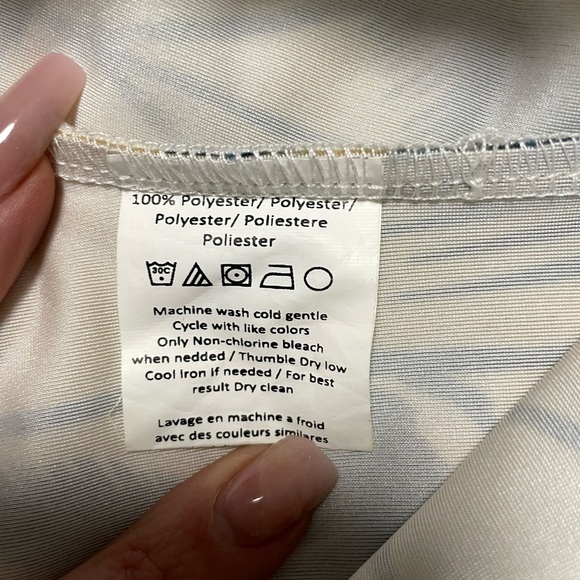 100% Polyester/ Polyester/
Polyester/ Poliestere
Poliester
30C
Machine wash cold gentle
Cycle with like colors
Only Non-chlorine bleach
when nedded / Thumble Dry low
Cool iron if needed / For best
result Dry clean
Lavage en machine a froid
avec des couleurs similaires